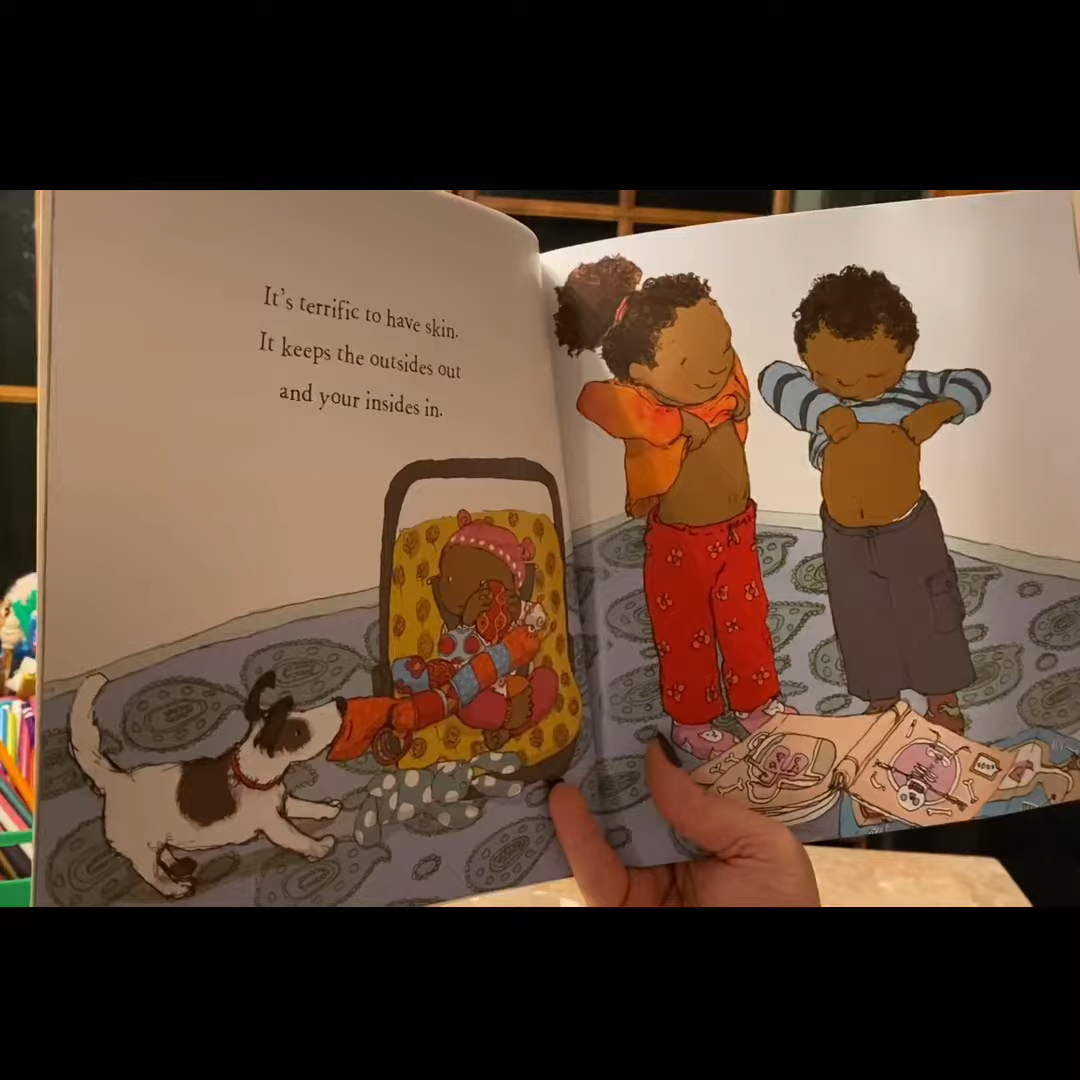 It's terrific to have skin.
It keeps the outsides out
and your insides in.